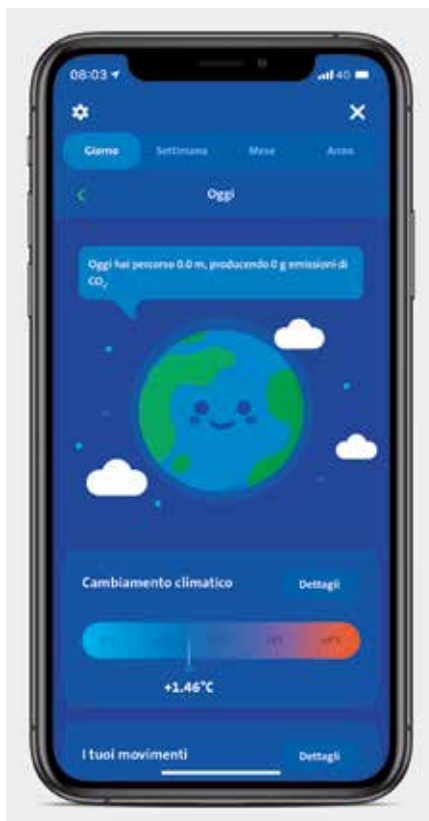 08:03
4G
Giorno Settimana Mese Anno
Oggi
Oggi hai percorso 0.0 m, producendo 0 g emissioni di
CO₂.
Cambiamento climatico Dettagli
+1.46°C
I tuoi movimenti Dettagli